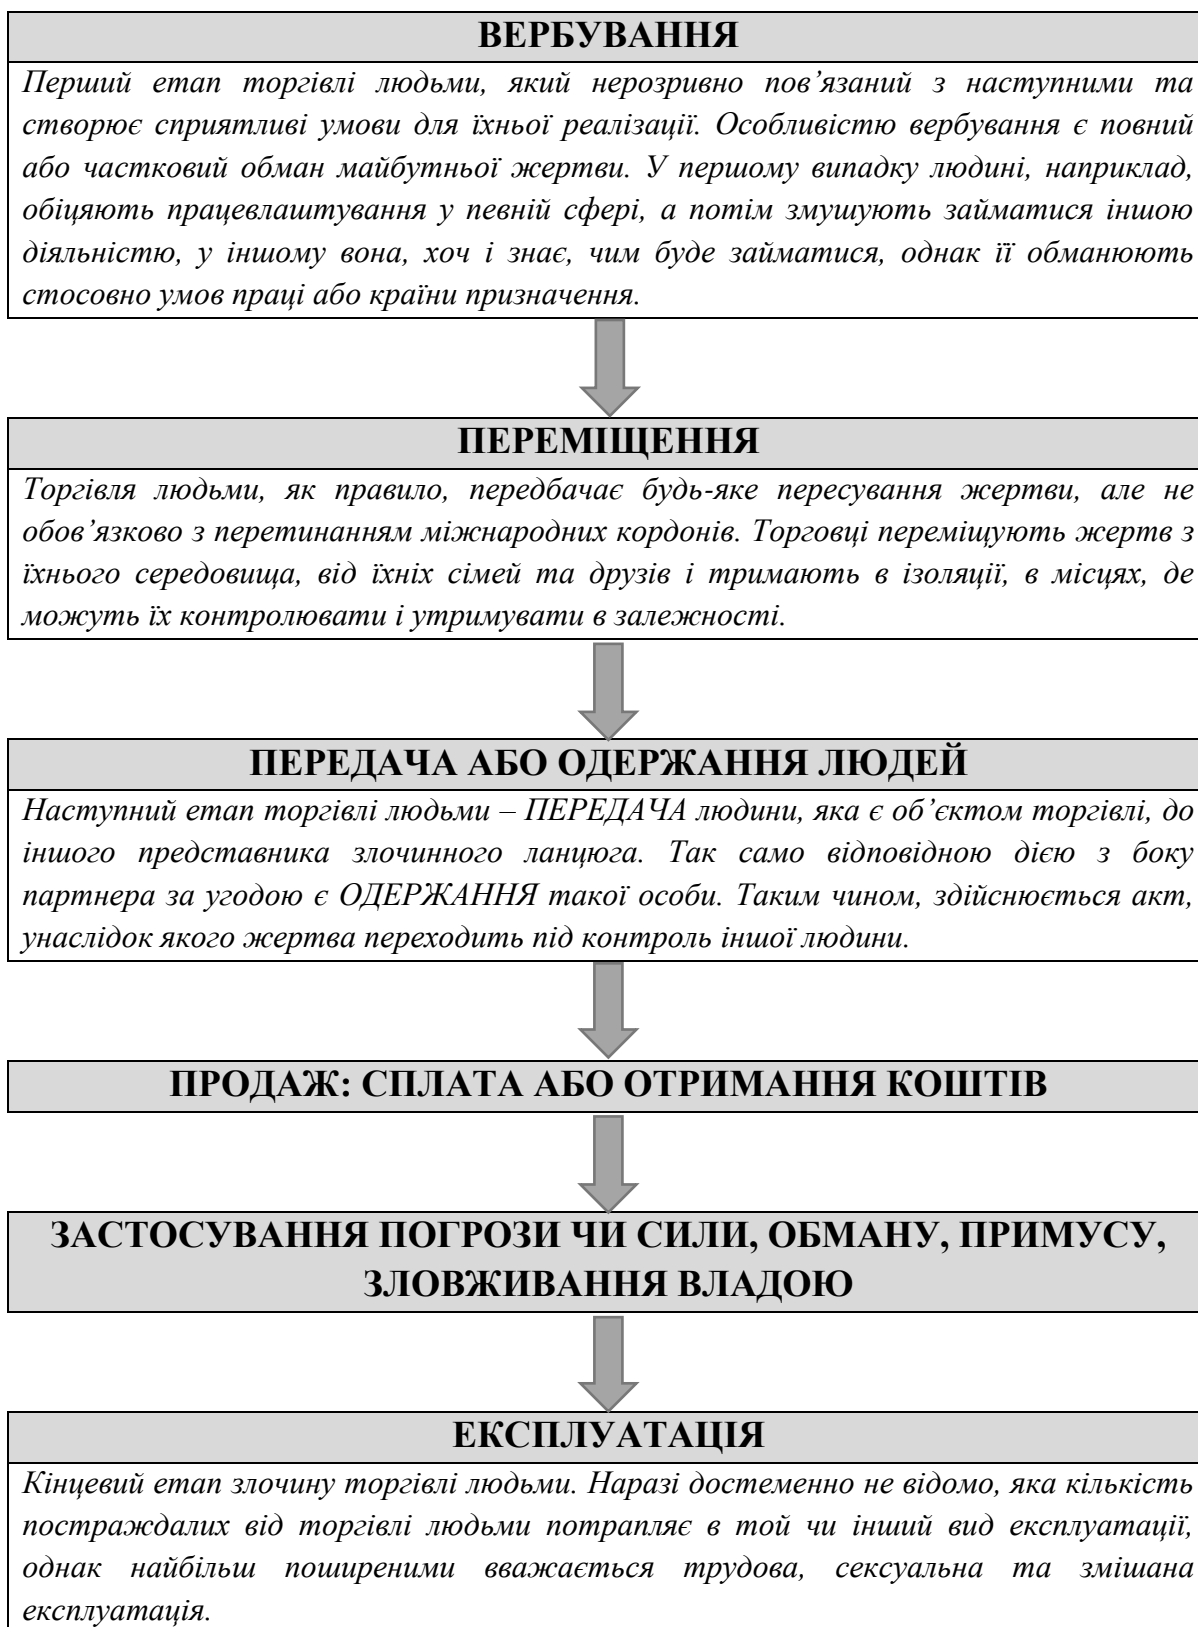 ВЕРБУВАННЯ
Перший етап торгівлі людьми, який нерозривно пов’язаний з наступними та
створює сприятливі умови для їхньої реалізації. Особливістю вербування є повний
або частковий обман майбутньої жертви. У першому випадку людині, наприклад,
обіцяють працевлаштування у певній сфері, а потім змушують займатися іншою
діяльністю, у іншому вона, хоч і знає, чим буде займатися, однак її обманюють
стосовно умов праці або країни призначення.
ПЕРЕМІЩЕННЯ
Торгівля людьми, як правило, передбачає будь-яке пересування жертви, але не
обов’язково з перетинанням міжнародних кордонів. Торговці переміщують жертв з
їхнього середовища, від їхніх сімей та друзів і тримають в ізоляції, в місцях, де
можуть їх контролювати і утримувати в залежності.
ПЕРЕДАЧА АБО ОДЕРЖАННЯ ЛЮДЕЙ
Наступний етап торгівлі людьми – ПЕРЕДАЧА людини, яка є об’єктом торгівлі, до
іншого представника злочинного ланцюга. Так само відповідною дією з боку
партнера за угодою є ОДЕРЖАННЯ такої особи. Таким чином, здійснюється акт,
унаслідок якого жертва переходить під контроль іншої людини.
ПРОДАЖ: СПЛАТА АБО ОТРИМАННЯ КОШТІВ
ЗАСТОСУВАННЯ ПОГРОЗИ ЧИ СИЛИ, ОБМАНУ, ПРИМУСУ,
ЗЛОВЖИВАННЯ ВЛАДОЮ
ЕКСПЛУАТАЦІЯ
Кінцевий етап злочину торгівлі людьми. Наразі достеменно не відомо, яка кількість
постраждалих від торгівлі людьми потрапляє в той чи інший вид експлуатації,
однак найбільш поширеними вважається трудова, сексуальна та змішана
експлуатація.